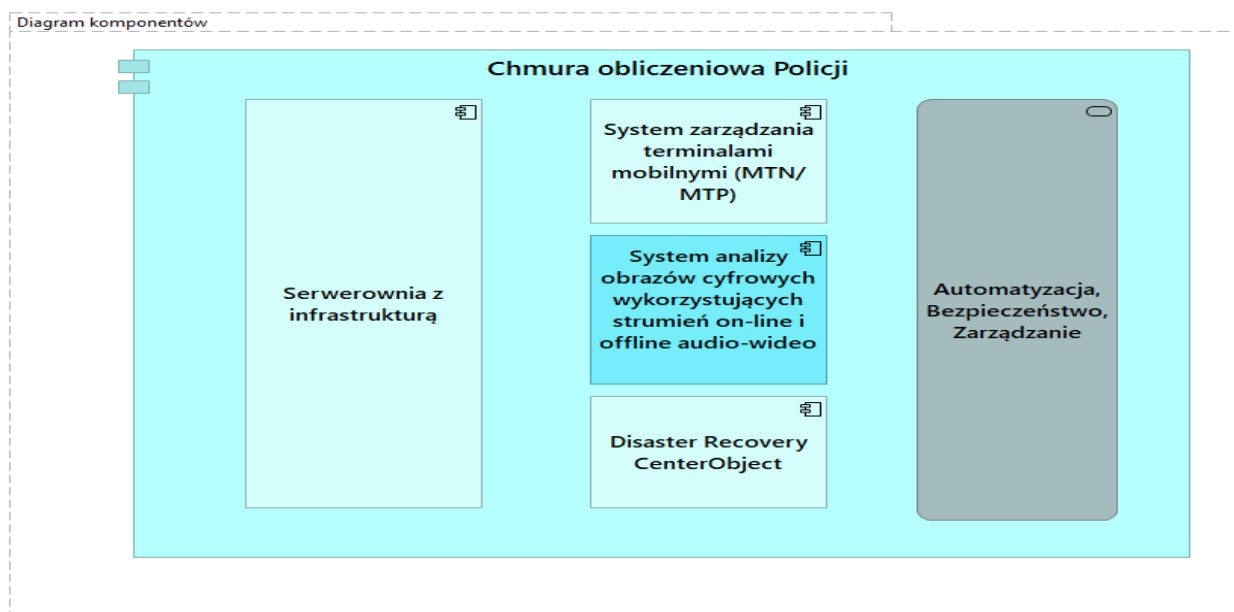 Diagram komponentów
Chmura obliczeniowa Policji
Serwerownia z
infrastrukturą
System zarządzania
terminalami
mobilnymi (MTN/
MTP)
System analizy
obrazów cyfrowych
wykorzystujących
strumień on-line i
offline audio-wideo
Disaster Recovery
CenterObject
Automatyzacja,
Bezpieczeństwo,
Zarządzanie